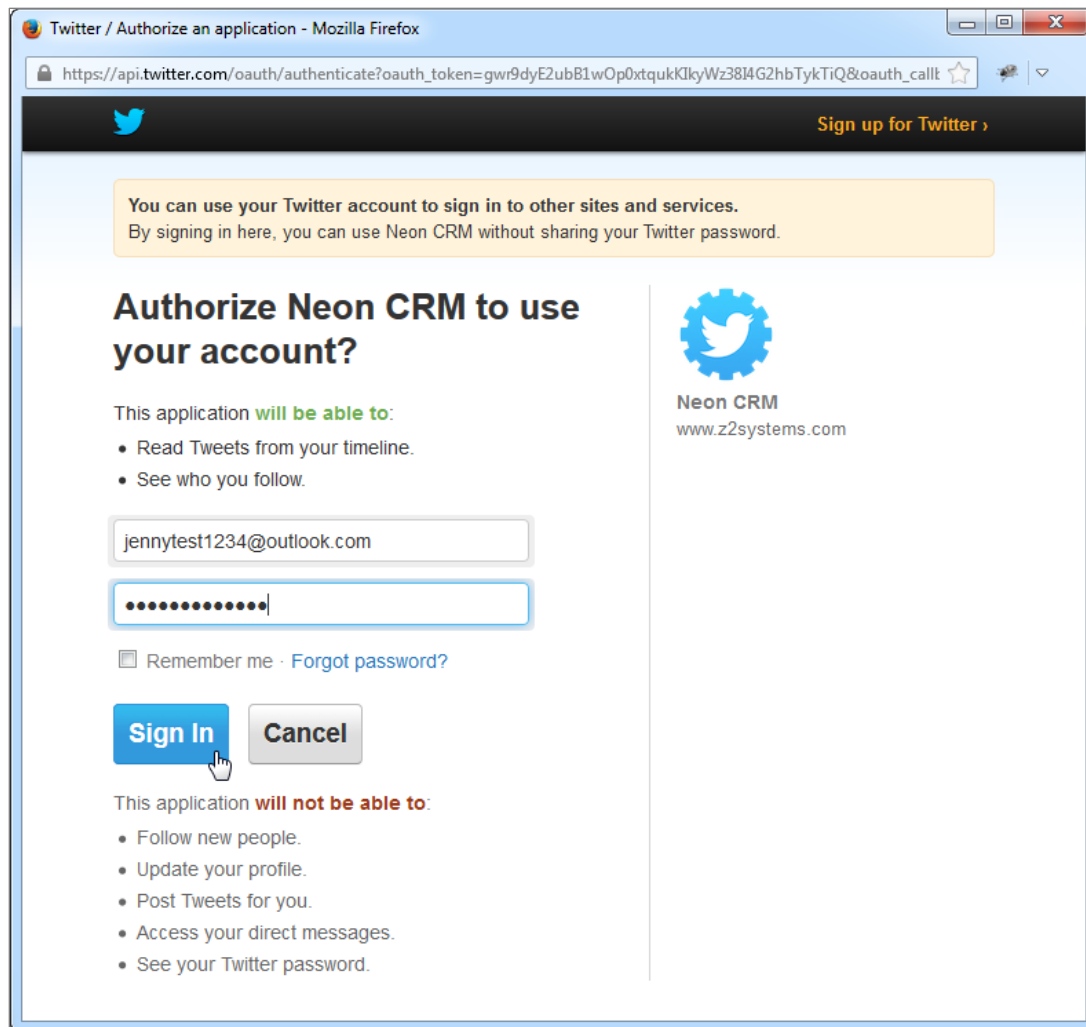 Twitter / Authorize an application - Mozilla Firefox
https://api.twitter.com/oauth/authenticate?oauth_token=gwr9dyE2ubB1wOp0xtqukKIkyWz38I4G2hbTykTiQ&oauth_callb
Sign up for Twitter ›
You can use your Twitter account to sign in to other sites and services.
By signing in here, you can use Neon CRM without sharing your Twitter password.
Authorize Neon CRM to use
your account?
This application will be able to:
• Read Tweets from your timeline.
• See who you follow.
jennytest1234@outlook.com
•••••••••••••
Remember me · Forgot password?
Sign In
Cancel
This application will not be able to:
• Follow new people.
• Update your profile.
• Post Tweets for you.
• Access your direct messages.
• See your Twitter password.
Neon CRM
www.z2systems.com